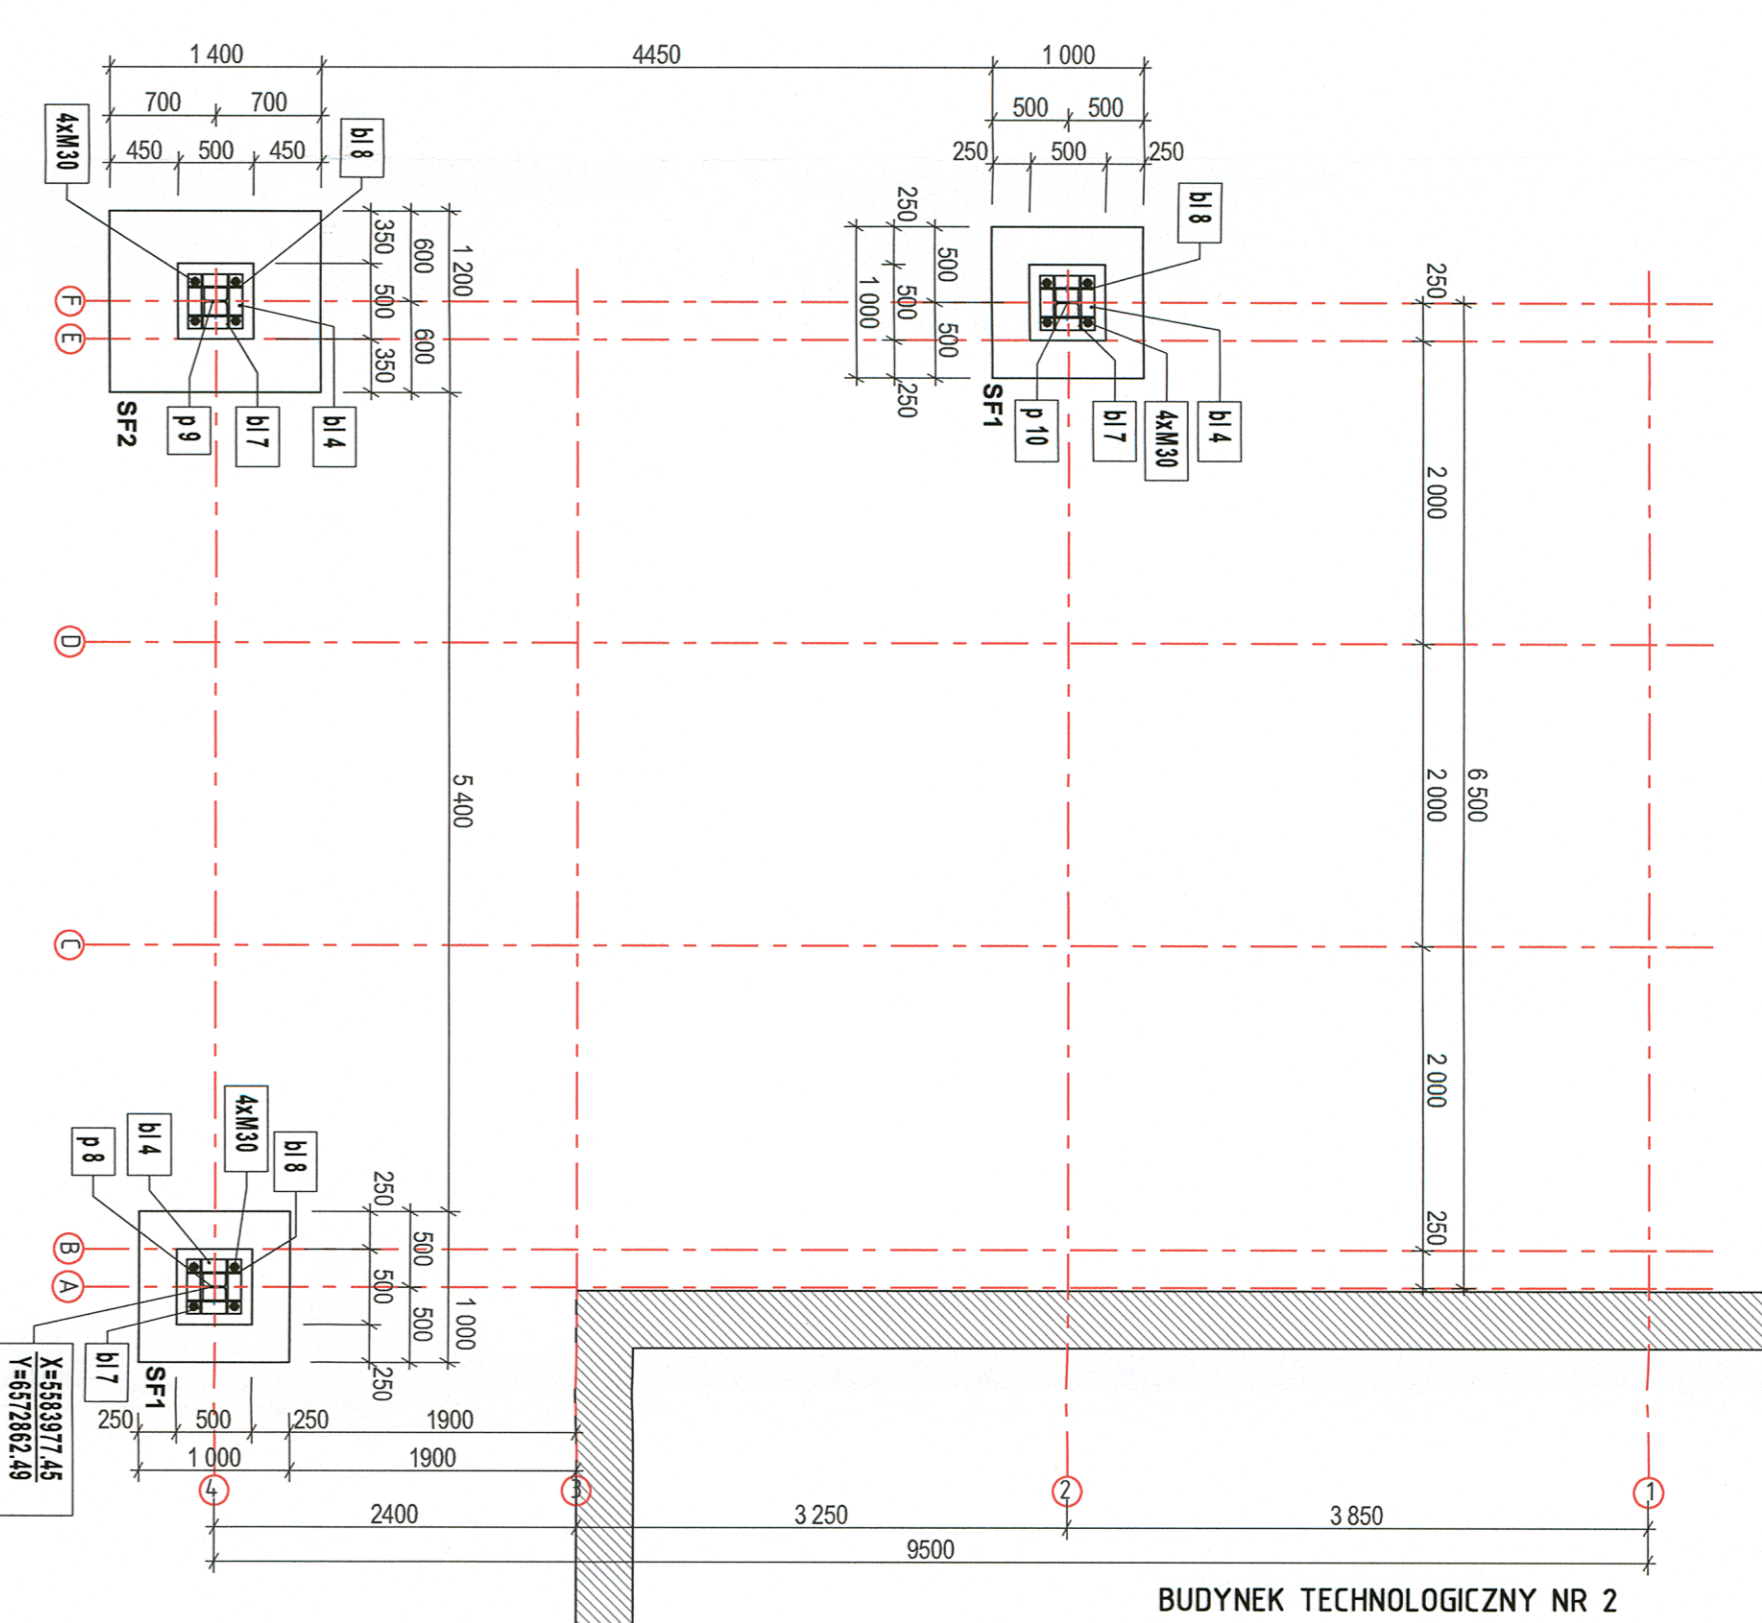 1 400
4450
1 000
700
700
500
500
450
500
450
250
500
250
4xM30
bl 8
bl 8
350
500
350
600
600
1 200
250
500
250
500
500
1 000
250
2 000
2 000
2 000
250
6 500
F
E
D
C
B
A
SF2
p 9
bl 7
bl 4
SF1
p 10
bl 7
4xM30
bl 4
5 400
p 8
bl 4
4xM30
bl 8
250
500
250
500
500
1 000
bl 7
SF1
X=5583977.45
Y=6572862.49
250
500
250
1900
1 000
1900
4
3
2
1
2400
3 250
3 850
9500
BUDYNEK TECHNOLOGICZNY NR 2